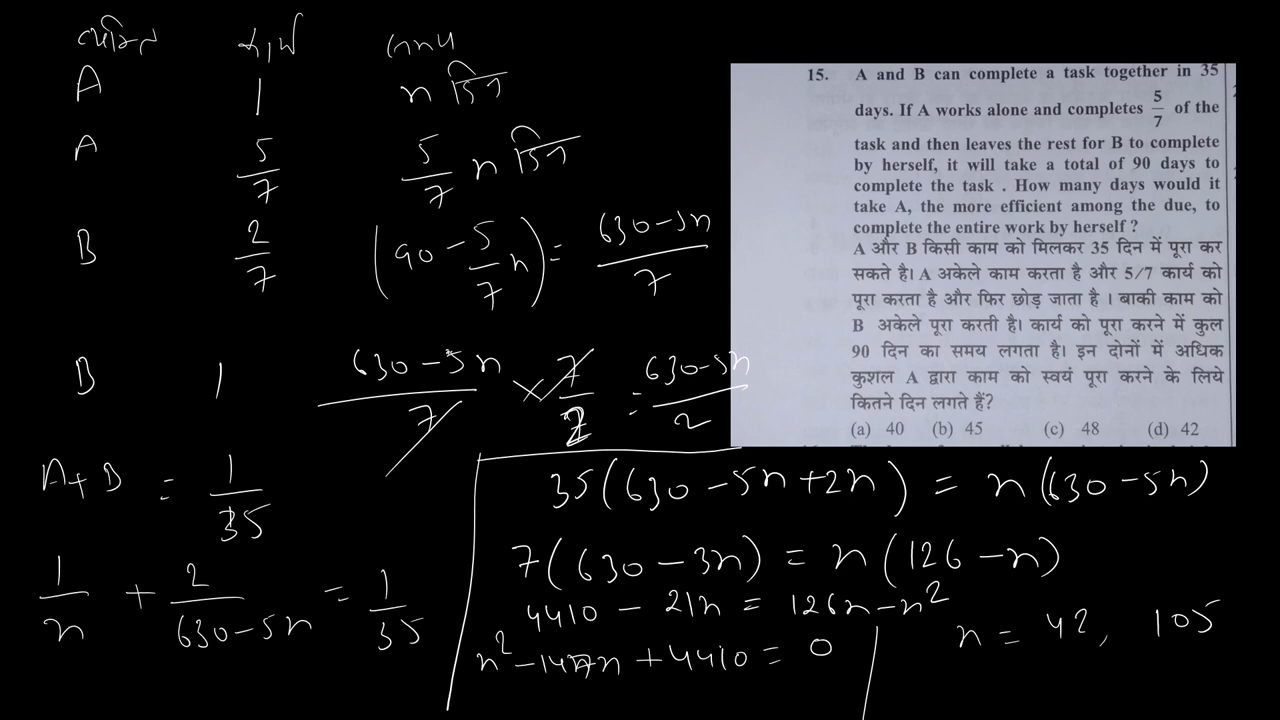 व्यक्ति कार्य समय
A 1 n दिन
A 5/7 5/7 n दिन
B 2/7 (90 - 5/7 n) = 630-5n/7
B 1 630-5n/7 × 7/2 = 630-5n/2
A+B = 1/35
1/n + 2/630-5n = 1/35
15. A and B can complete a task together in 35
days. If A works alone and completes 5/7 of the
task and then leaves the rest for B to complete
by herself, it will take a total of 90 days to
complete the task . How many days would it
take A, the more efficient among the due, to
complete the entire work by herself ?
A और B किसी काम को मिलकर 35 दिन में पूरा कर
सकते है। A अकेले काम करता है और 5/7 कार्य को
पूरा करता है और फिर छोड़ जाता है । बाकी काम को
B अकेले पूरा करती है। कार्य को पूरा करने में कुल
90 दिन का समय लगता है। इन दोनों में अधिक
कुशल A द्वारा काम को स्वयं पूरा करने के लिये
कितने दिन लगते हैं?
(a) 40 (b) 45 (c) 48 (d) 42
35(630-5n+2n) = n(630-5n)
7(630-3n) = n(126-n)
4410 - 21n = 126n-n²
n²-147n+4410 = 0
n = 42, 105